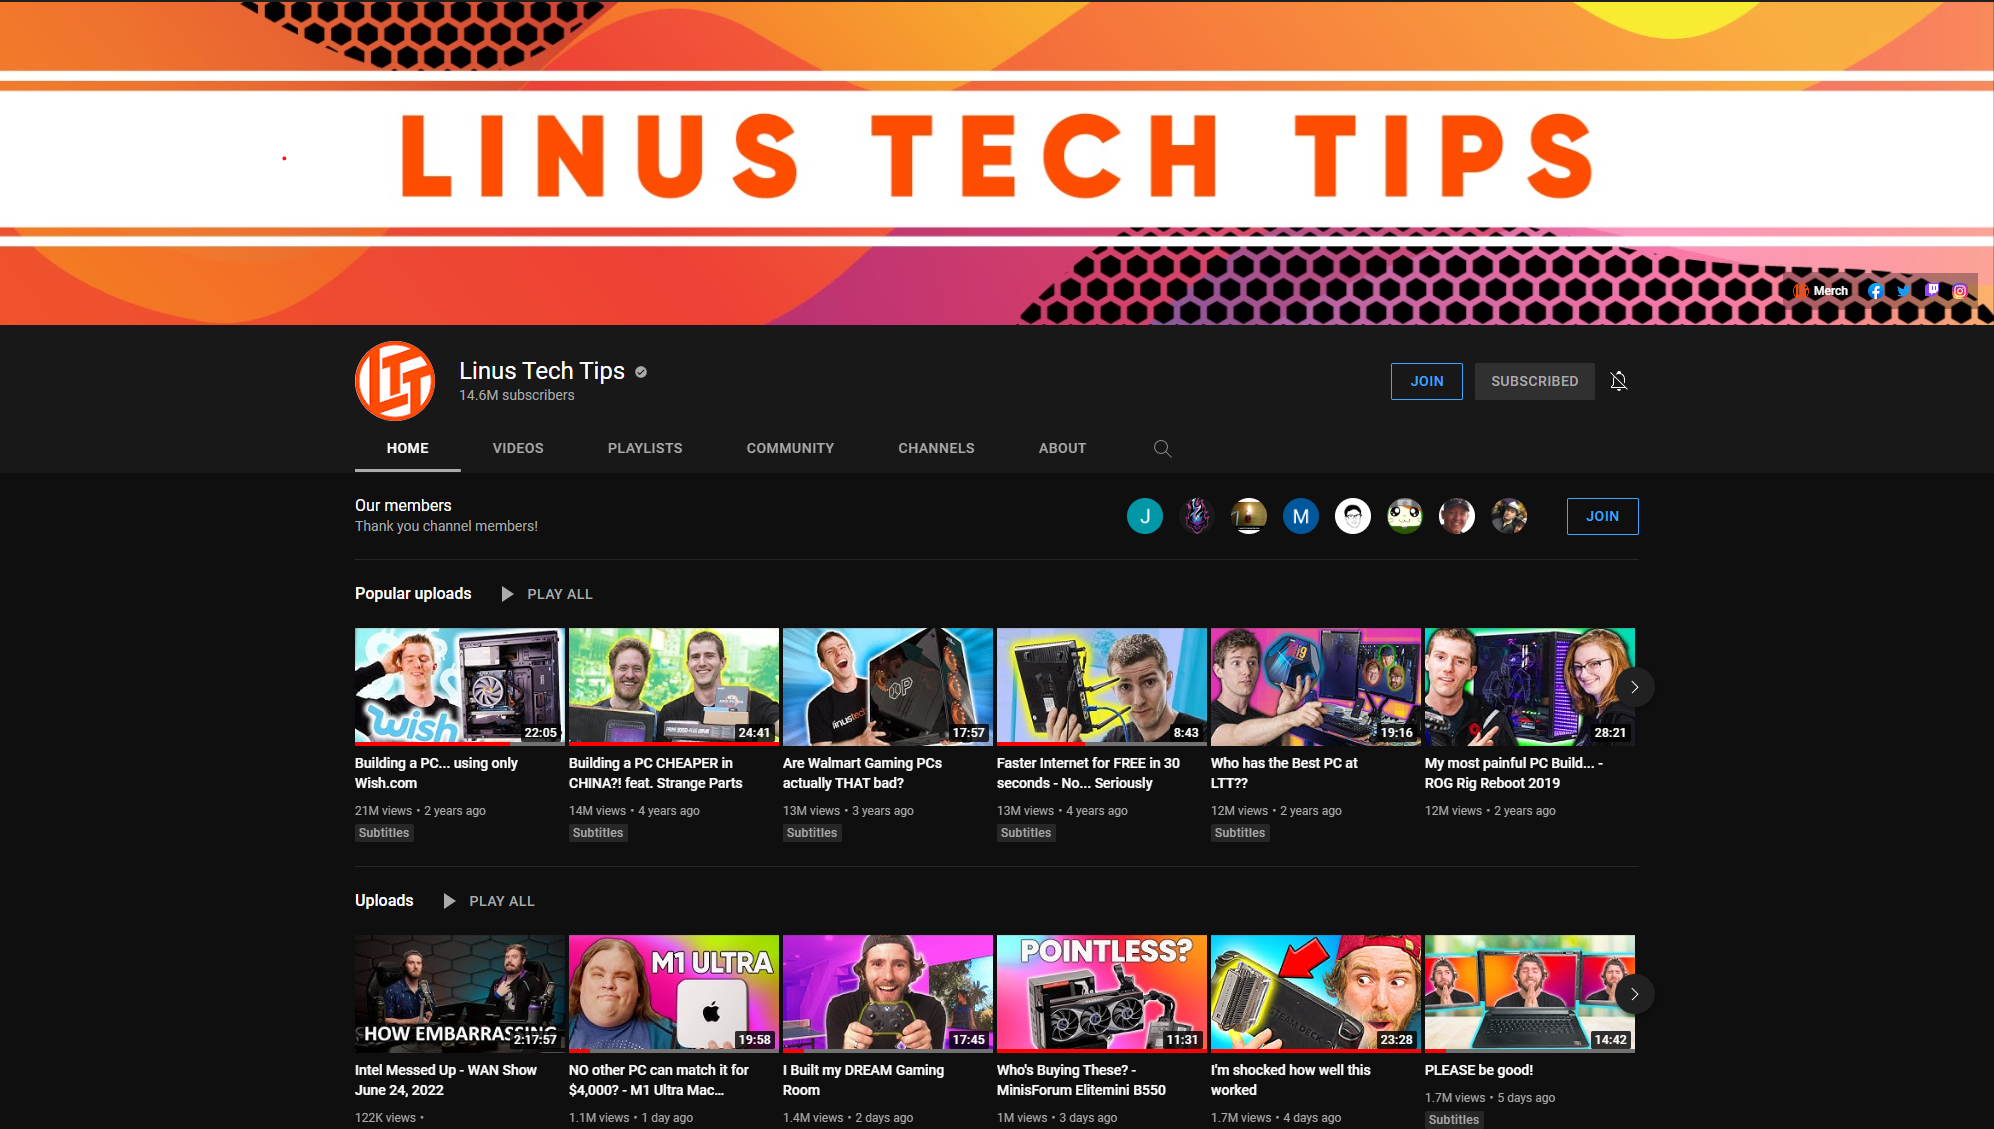 LINUS TECH TIPS
Merch
LTT
Linus Tech Tips
14.6M subscribers
JOIN
SUBSCRIBED
HOME
VIDEOS
PLAYLISTS
COMMUNITY
CHANNELS
ABOUT
Our members
Thank you channel members!
J
M
JOIN
Popular uploads
PLAY ALL
wish
22:05
24:41
17:57
8:43
19:16
28:21
Building a PC... using only
Wish.com
21M views • 2 years ago
Subtitles
Building a PC CHEAPER in
CHINA?! feat. Strange Parts
14M views • 4 years ago
Subtitles
Are Walmart Gaming PCs
actually THAT bad?
13M views • 3 years ago
Subtitles
Faster Internet for FREE in 30
seconds - No... Seriously
13M views • 4 years ago
Subtitles
Who has the Best PC at
LTT??
12M views • 2 years ago
Subtitles
My most painful PC Build... -
ROG Rig Reboot 2019
12M views • 2 years ago
Uploads
PLAY ALL
HOW EMBARRASSING
2:17:57
M1 ULTRA
19:58
17:45
POINTLESS?
11:31
STEAM DECK
23:28
14:42
Intel Messed Up - WAN Show
June 24, 2022
122K views •
NO other PC can match it for
$4,000? - M1 Ultra Mac...
1.1M views • 1 day ago
I Built my DREAM Gaming
Room
1.4M views • 2 days ago
Who's Buying These? -
MinisForum Elitemini B550
1M views • 3 days ago
I'm shocked how well this
worked
1.7M views • 4 days ago
PLEASE be good!
1.7M views • 5 days ago
Subtitles